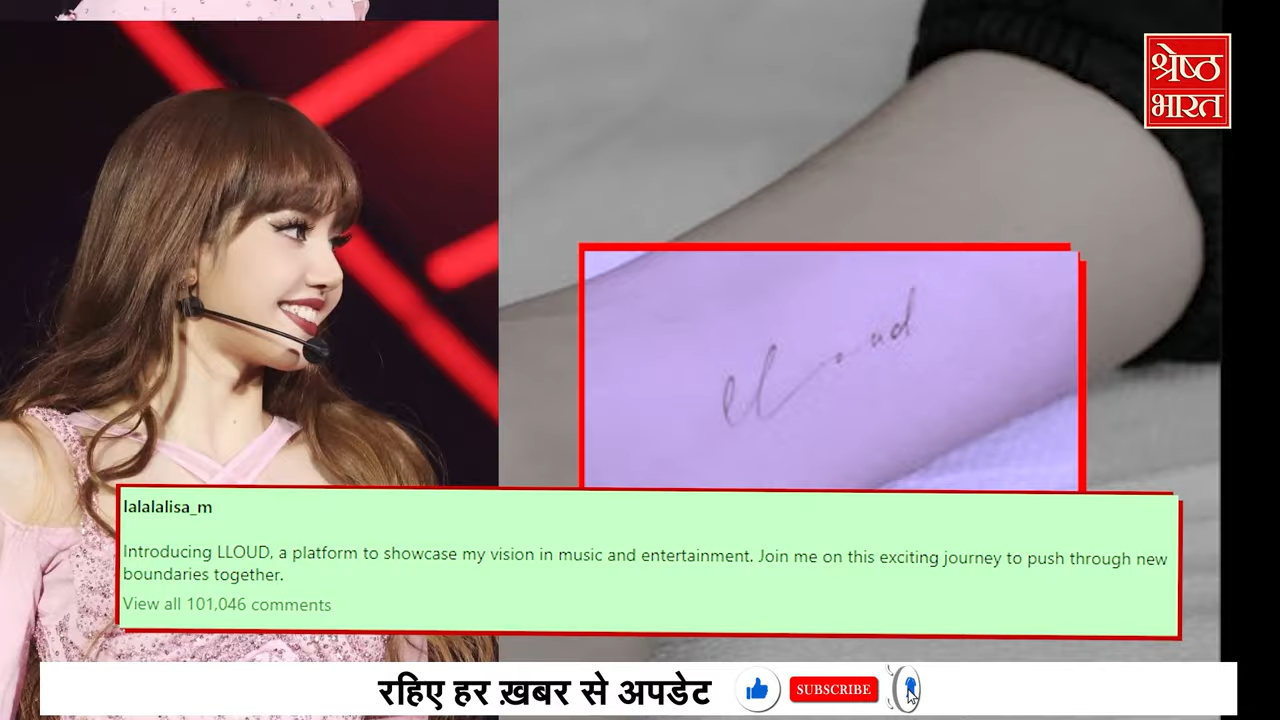 श्रेष्ठ
भारत
lloud
lalalalisa_m
Introducing LLOUD, a platform to showcase my vision in music and entertainment. Join me on this exciting journey to push through new
boundaries together.
View all 101,046 comments
रहिए हर ख़बर से अपडेट
SUBSCRIBE